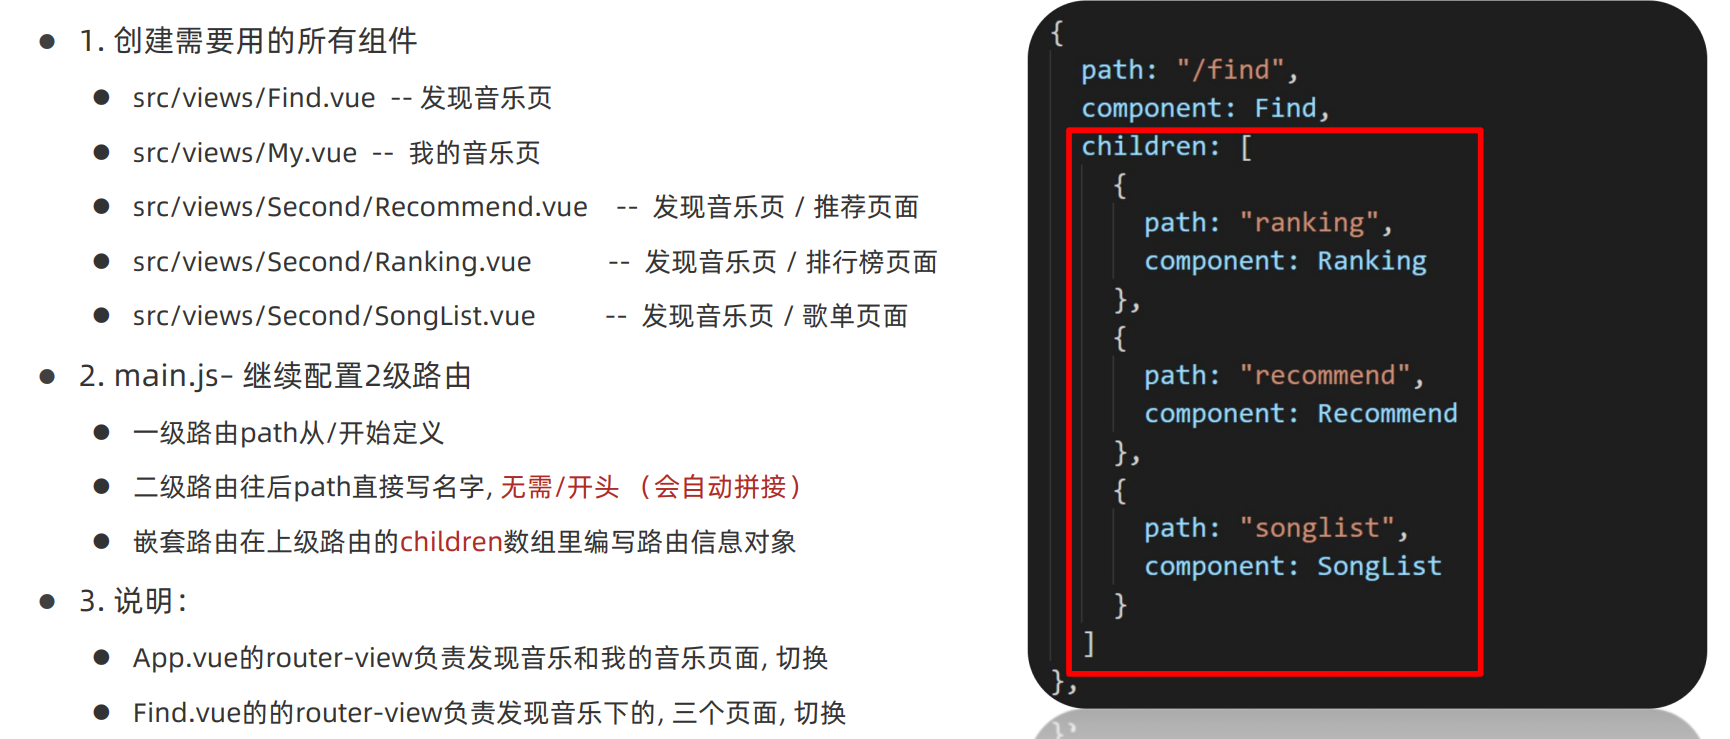 ● 1. 创建需要用的所有组件
● src/views/Find.vue -- 发现音乐页
● src/views/My.vue -- 我的音乐页
● src/views/Second/Recommend.vue -- 发现音乐页 / 推荐页面
● src/views/Second/Ranking.vue -- 发现音乐页 / 排行榜页面
● src/views/Second/SongList.vue -- 发现音乐页 / 歌单页面
● 2. main.js– 继续配置2级路由
● 一级路由path从/开始定义
● 二级路由往后path直接写名字, 无需/开头 （会自动拼接）
● 嵌套路由在上级路由的children数组里编写路由信息对象
● 3. 说明：
● App.vue的router-view负责发现音乐和我的音乐页面, 切换
● Find.vue的的router-view负责发现音乐下的, 三个页面, 切换
{
path: "/find",
component: Find,
children: [
{
path: "ranking",
component: Ranking
},
{
path: "recommend",
component: Recommend
},
{
path: "songlist",
component: SongList
}
]
},